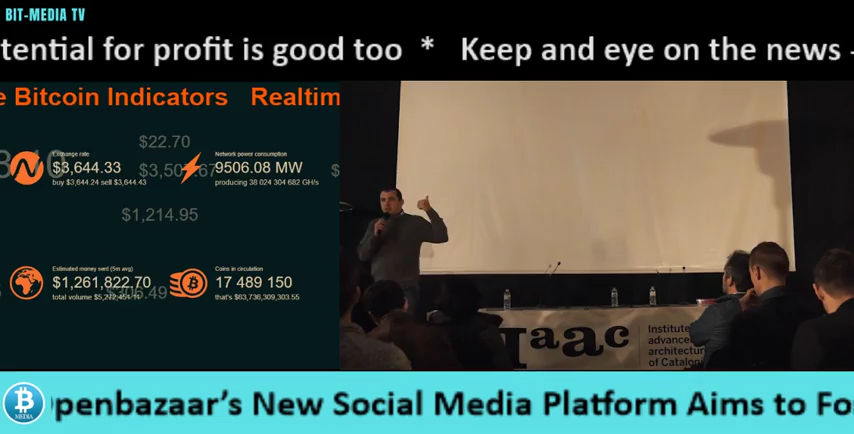 BIT-MEDIA TV
tential for profit is good too * Keep and eye on the news -
e Bitcoin Indicators Realtim
$22.70
Exchange rate
$3,644.33
buy $3,644.24 sell $3,644.43
Network power consumption
9506.08 MW
producing 38 024 304 682 GH/s
$
$1,214.95
Estimated money sent (5m avg)
$1,261,822.70
Coins in circulation
17 489 150
that's $63,736,309,303.55
Iaac
Institute
advanced
architectur
of Catalon
B
MEDIA
penbazaar's New Social Media Platform Aims to Fo